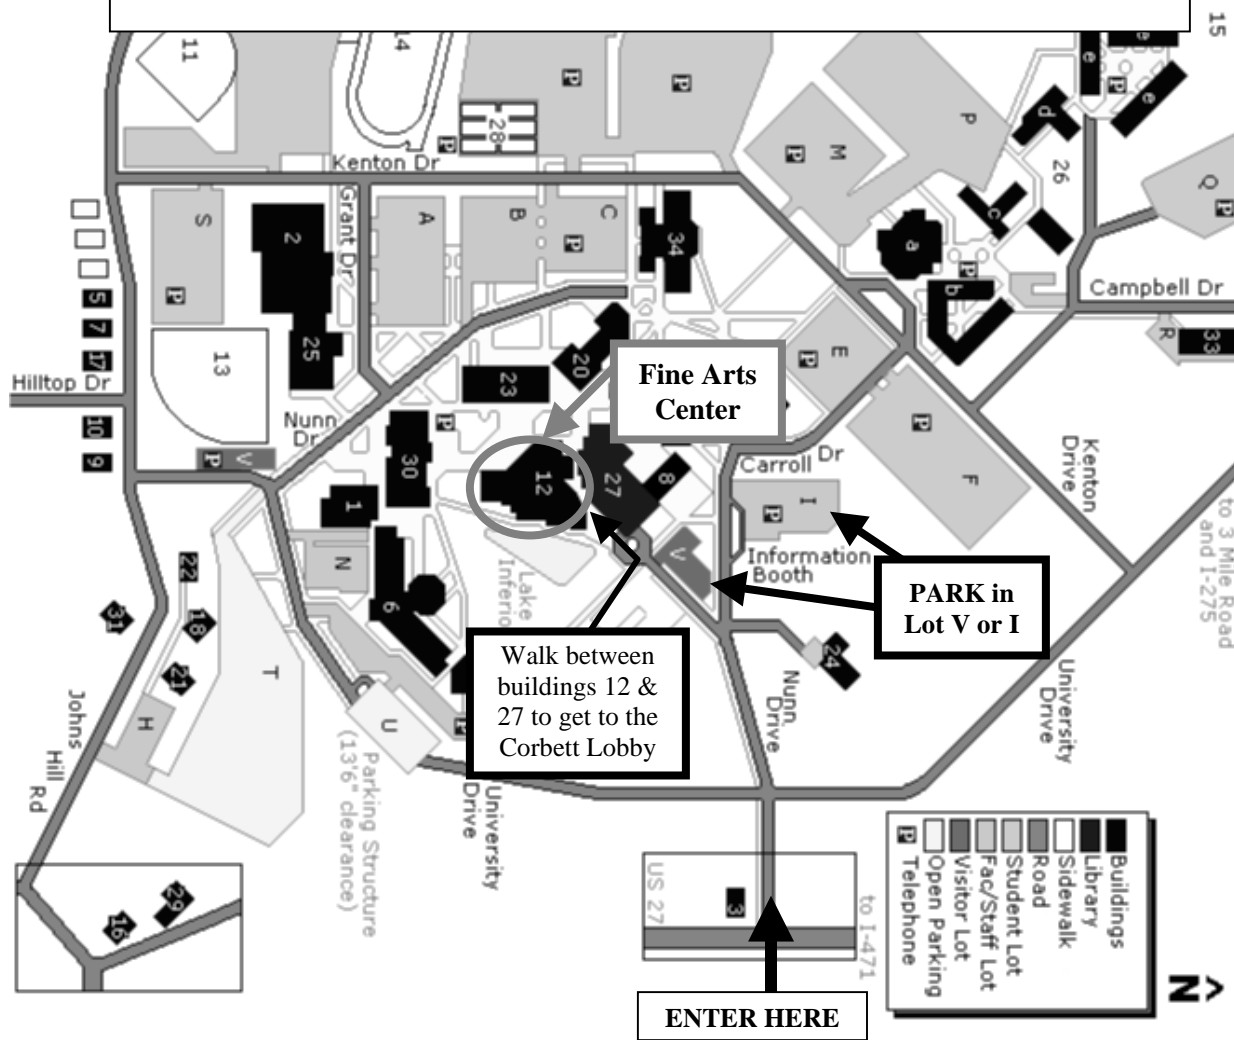 15
11
14
28
P
P
P
P
M
P
e
e
e
P
d
26
Q
P
Kenton Dr
S
P
2
Grant Dr
A
B
C
P
34
a
c
P
b
Campbell Dr
R
33
5
7
17
10
9
Hilltop Dr
13
25
20
23
E
P
Fine Arts
Center
Nunn
Dr
P
V
P
30
12
27
8
Carroll Dr
I
P
P
F
Kenton
Drive
1
N
6
Lake
Inferio
V
Information
Booth
PARK in
Lot V or I
to 3 Mile Road
and I-275
22
31
18
21
T
H
U
P
Walk between
buildings 12 &
27 to get to the
Corbett Lobby
24
Nunn
Drive
University
Drive
Johns
Hill
Rd
Parking Structure
(13'6" clearance)
University
Drive
29
16
US 27
3
to I-471
ENTER HERE
Buildings
Library
Sidewalk
Road
Student Lot
Fac/Staff Lot
Visitor Lot
Open Parking
P Telephone
N